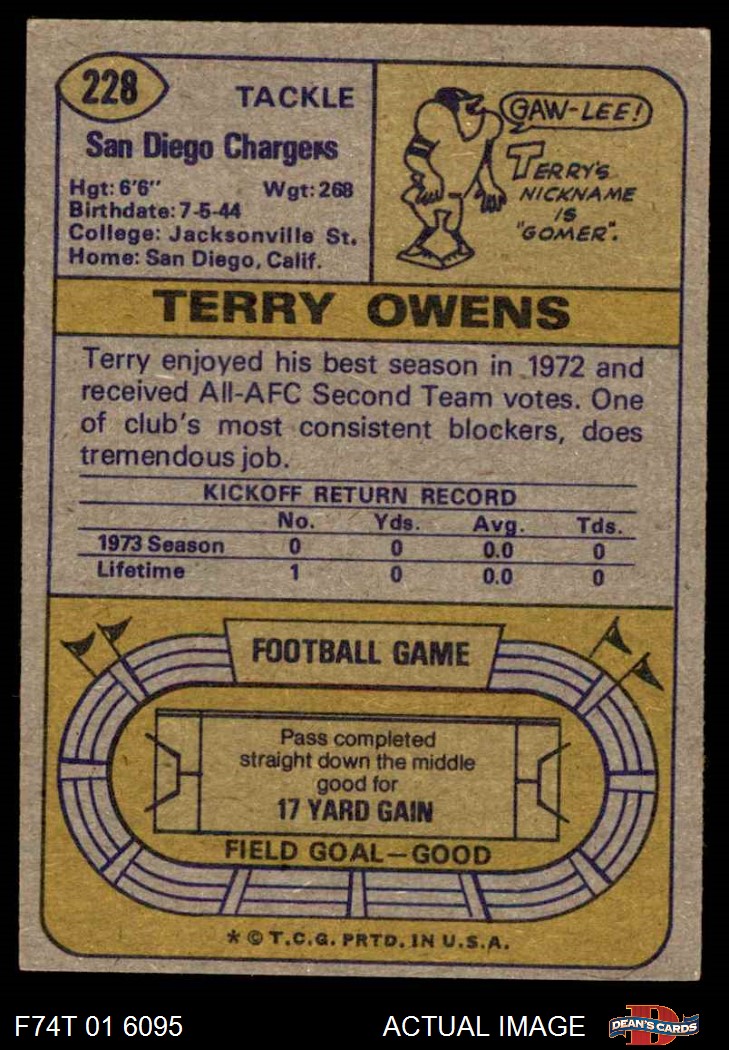 228
TACKLE
San Diego Chargers
Hgt: 6'6" Wgt: 268
Birthdate: 7-5-44
College: Jacksonville St.
Home: San Diego, Calif.
GAW-LEE!
TERRY'S
NICKNAME
IS
"GOMER".
TERRY OWENS
Terry enjoyed his best season in 1972 and
received All-AFC Second Team votes. One
of club's most consistent blockers, does
tremendous job.
KICKOFF RETURN RECORD
No. Yds. Avg. Tds.
1973 Season 0 0 0.0 0
Lifetime 1 0 0.0 0
FOOTBALL GAME
Pass completed
straight down the middle
good for
17 YARD GAIN
FIELD GOAL—GOOD
* © T.C.G. PRTD. IN U.S.A.
F74T 01 6095 ACTUAL IMAGE
D
DEAN'S CARDS